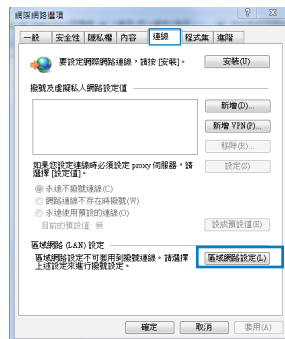 網際網路選項
一般 安全性 隱私權 內容 連線 程式集 進階
要設定網際網路連線，請按 [安裝]。
安裝(U)
撥號及虛擬私人網路設定值
新增(D)...
新增 VPN(P)...
移除(R)...
如果您設定連線時必須設定 proxy 伺服器，請選擇 [設定值]。
設定(S)
永遠不撥號連線(C)
網路連線不存在時撥號(W)
永遠使用預設的連線(O)
目前的預設值: 無
設成預設值(E)
區域網路 (LAN) 設定
區域網路設定不可套用到撥號連線。請選擇
上述設定來進行撥號設定。
區域網路設定(L)
確定 取消 套用(A)